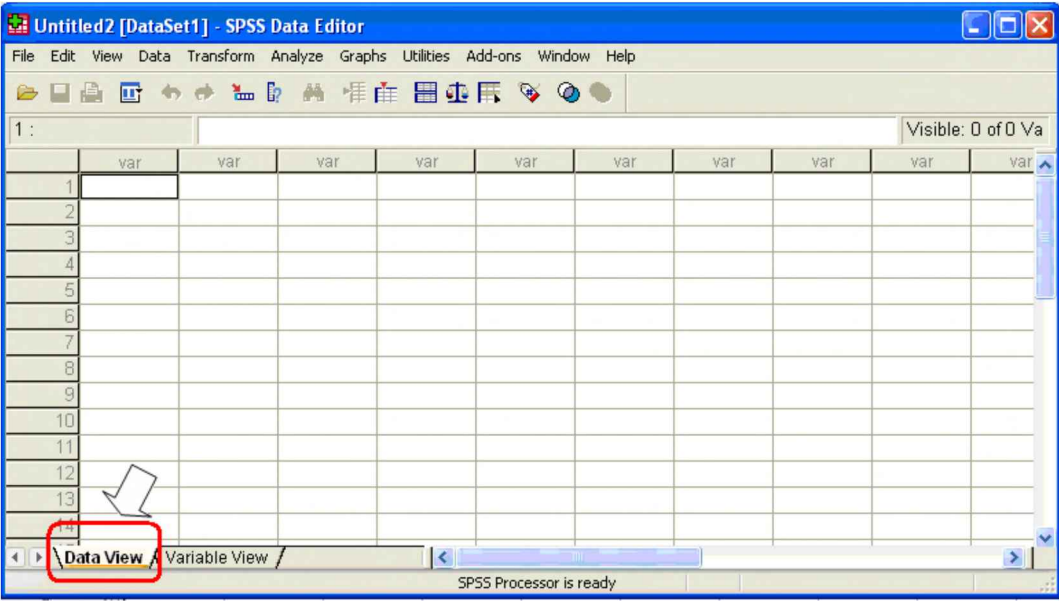 Untitled2 [DataSet1] - SPSS Data Editor
File Edit View Data Transform Analyze Graphs Utilities Add-ons Window Help
1 : Visible: 0 of 0 Va
var var var var var var var var var var
1
2
3
4
5
6
7
8
9
10
11
12
13
14
Data View Variable View
SPSS Processor is ready